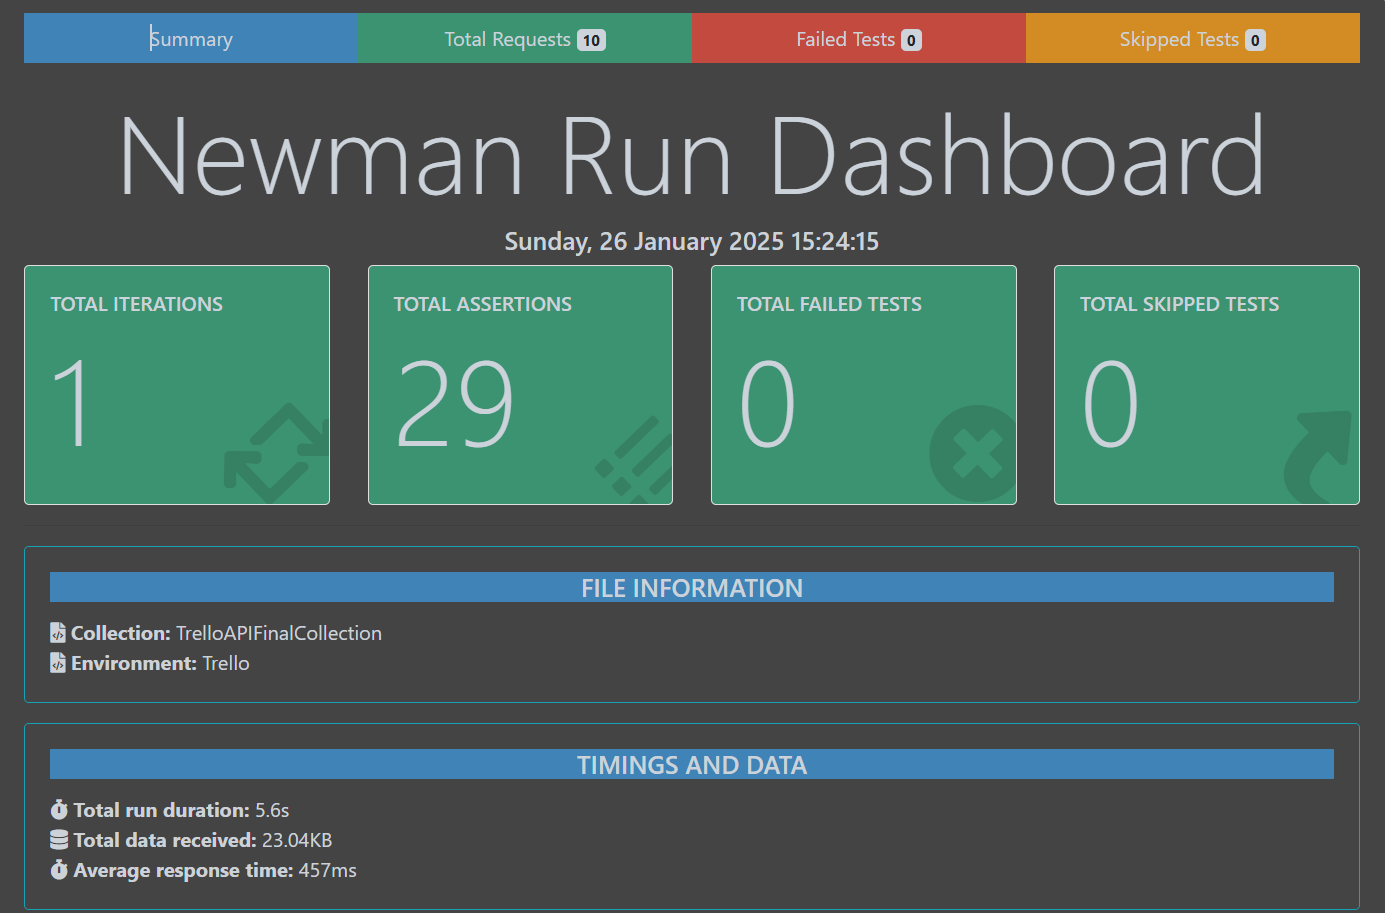 Summary Total Requests 10 Failed Tests 0 Skipped Tests 0
Newman Run Dashboard
Sunday, 26 January 2025 15:24:15
TOTAL ITERATIONS
1
TOTAL ASSERTIONS
29
TOTAL FAILED TESTS
0
TOTAL SKIPPED TESTS
0
FILE INFORMATION
Collection: TrelloAPIFinalCollection
Environment: Trello
TIMINGS AND DATA
Total run duration: 5.6s
Total data received: 23.04KB
Average response time: 457ms